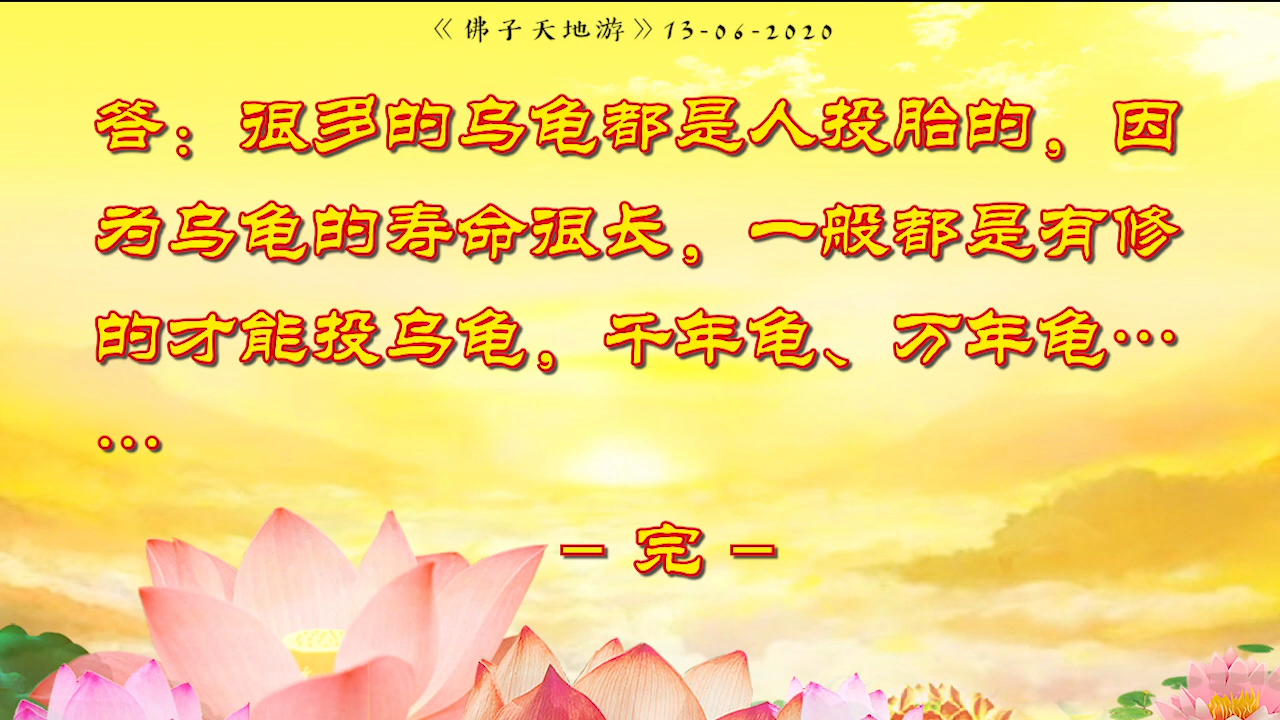 《佛子天地游》13-06-2020
答：很多的乌龟都是人投胎的，因
为乌龟的寿命很长，一般都是有修
的才能投乌龟，千年龟、万年龟…
…
- 完 -